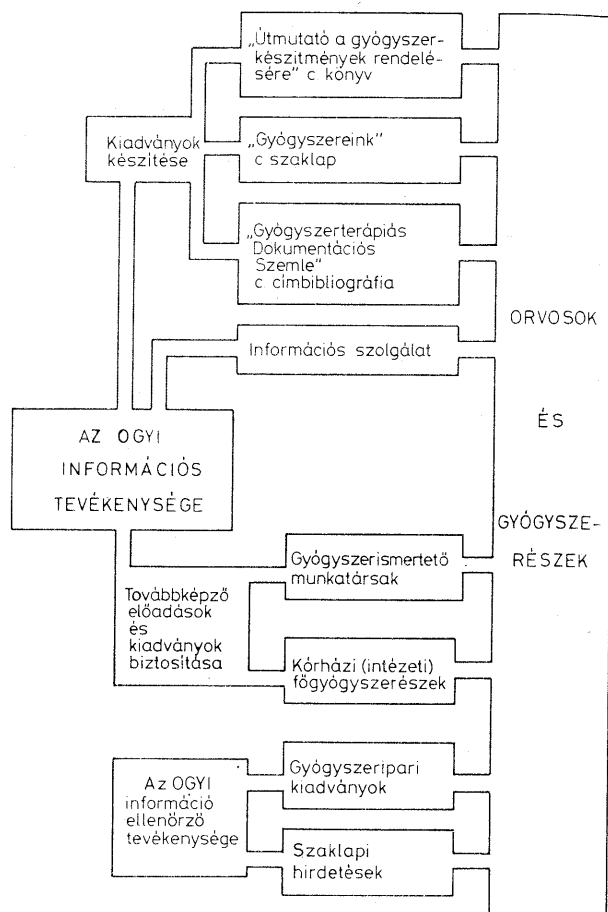 „Útmutató a gyógyszer-
készítmények rendelé-
sére” c könyv
Kiadványok
készítése
„Gyógyszereink”
c szaklap
„Gyógyszerterápiás
Dokumentációs
Szemle”
c. címbibliográfia
Információs szolgálat
ORVOSOK
ÉS
GYÓGYSZE-
RÉSZEK
AZ OGYI
INFORMÁCIÓS
TEVÉKENYSÉGE
Gyógyszerismertető
munkatársak
Továbbképző
előadások
és
kiadványok
biztosítása
Kórházi (intézeti)
főgyógyszerészek
Gyógyszeripari
kiadványok
Az OGYI
információ
ellenörző
tevékenysége
Szaklapi
hirdetések